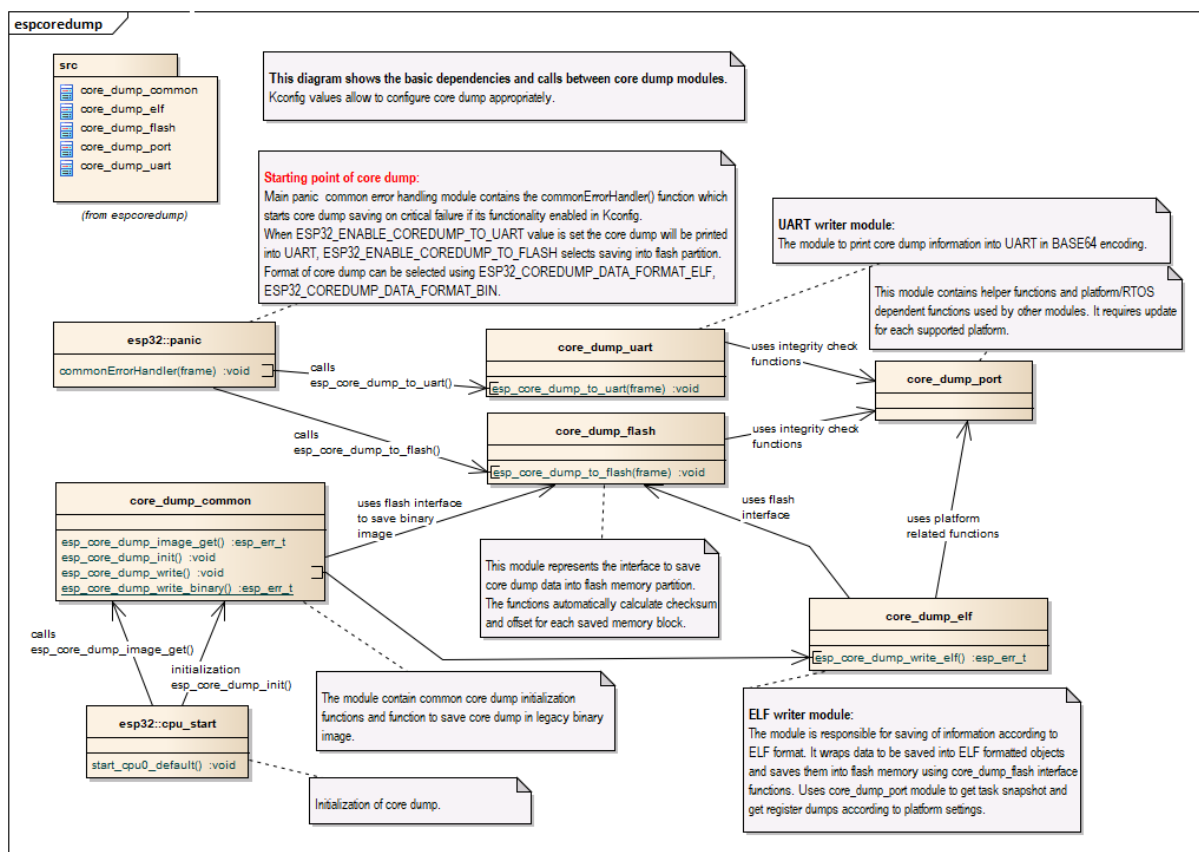 espcoredump
src
core_dump_common
core_dump_elf
core_dump_flash
core_dump_port
core_dump_uart
(from espcoredump)
This diagram shows the basic dependencies and calls between core dump modules.
Kconfig values allow to configure core dump appropriately.
Starting point of core dump:
Main panic common error handling module contains the commonErrorHandler() function which
starts core dump saving on critical failure if its functionality enabled in Kconfig.
When ESP32_ENABLE_COREDUMP_TO_UART value is set the core dump will be printed
into UART, ESP32_ENABLE_COREDUMP_TO_FLASH selects saving into flash partition.
Format of core dump can be selected using ESP32_COREDUMP_DATA_FORMAT_ELF,
ESP32_COREDUMP_DATA_FORMAT_BIN.
UART writer module:
The module to print core dump information into UART in BASE64 encoding.
This module contains helper functions and platform/RTOS
dependent functions used by other modules. It requires update
for each supported platform.
esp32::panic
commonErrorHandler(frame) :void
calls
esp_core_dump_to_uart()
core_dump_uart
esp_core_dump_to_uart(frame) :void
uses integrity check
functions
core_dump_port
calls
esp_core_dump_to_flash()
core_dump_flash
esp_core_dump_to_flash(frame) :void
uses integrity check
functions
core_dump_common
esp_core_dump_image_get() :esp_err_t
esp_core_dump_init() :void
esp_core_dump_write() :void
esp_core_dump_write_binary() :esp_err_t
uses flash interface
to save binary
image
uses flash
interface
uses platform
related functions
This module represents the interface to save
core dump data into flash memory partition.
The functions automatically calculate checksum
and offset for each saved memory block.
core_dump_elf
esp_core_dump_write_elf() :esp_err_t
calls
esp_core_dump_image_get()
initialization
esp_core_dump_init()
The module contain common core dump initialization
functions and function to save core dump in legacy binary
image.
esp32::cpu_start
start_cpu0_default() :void
Initialization of core dump.
ELF writer module:
The module is responsible for saving of information according to
ELF format. It wraps data to be saved into ELF formatted objects
and saves them into flash memory using core_dump_flash interface
functions. Uses core_dump_port module to get task snapshot and
get register dumps according to platform settings.